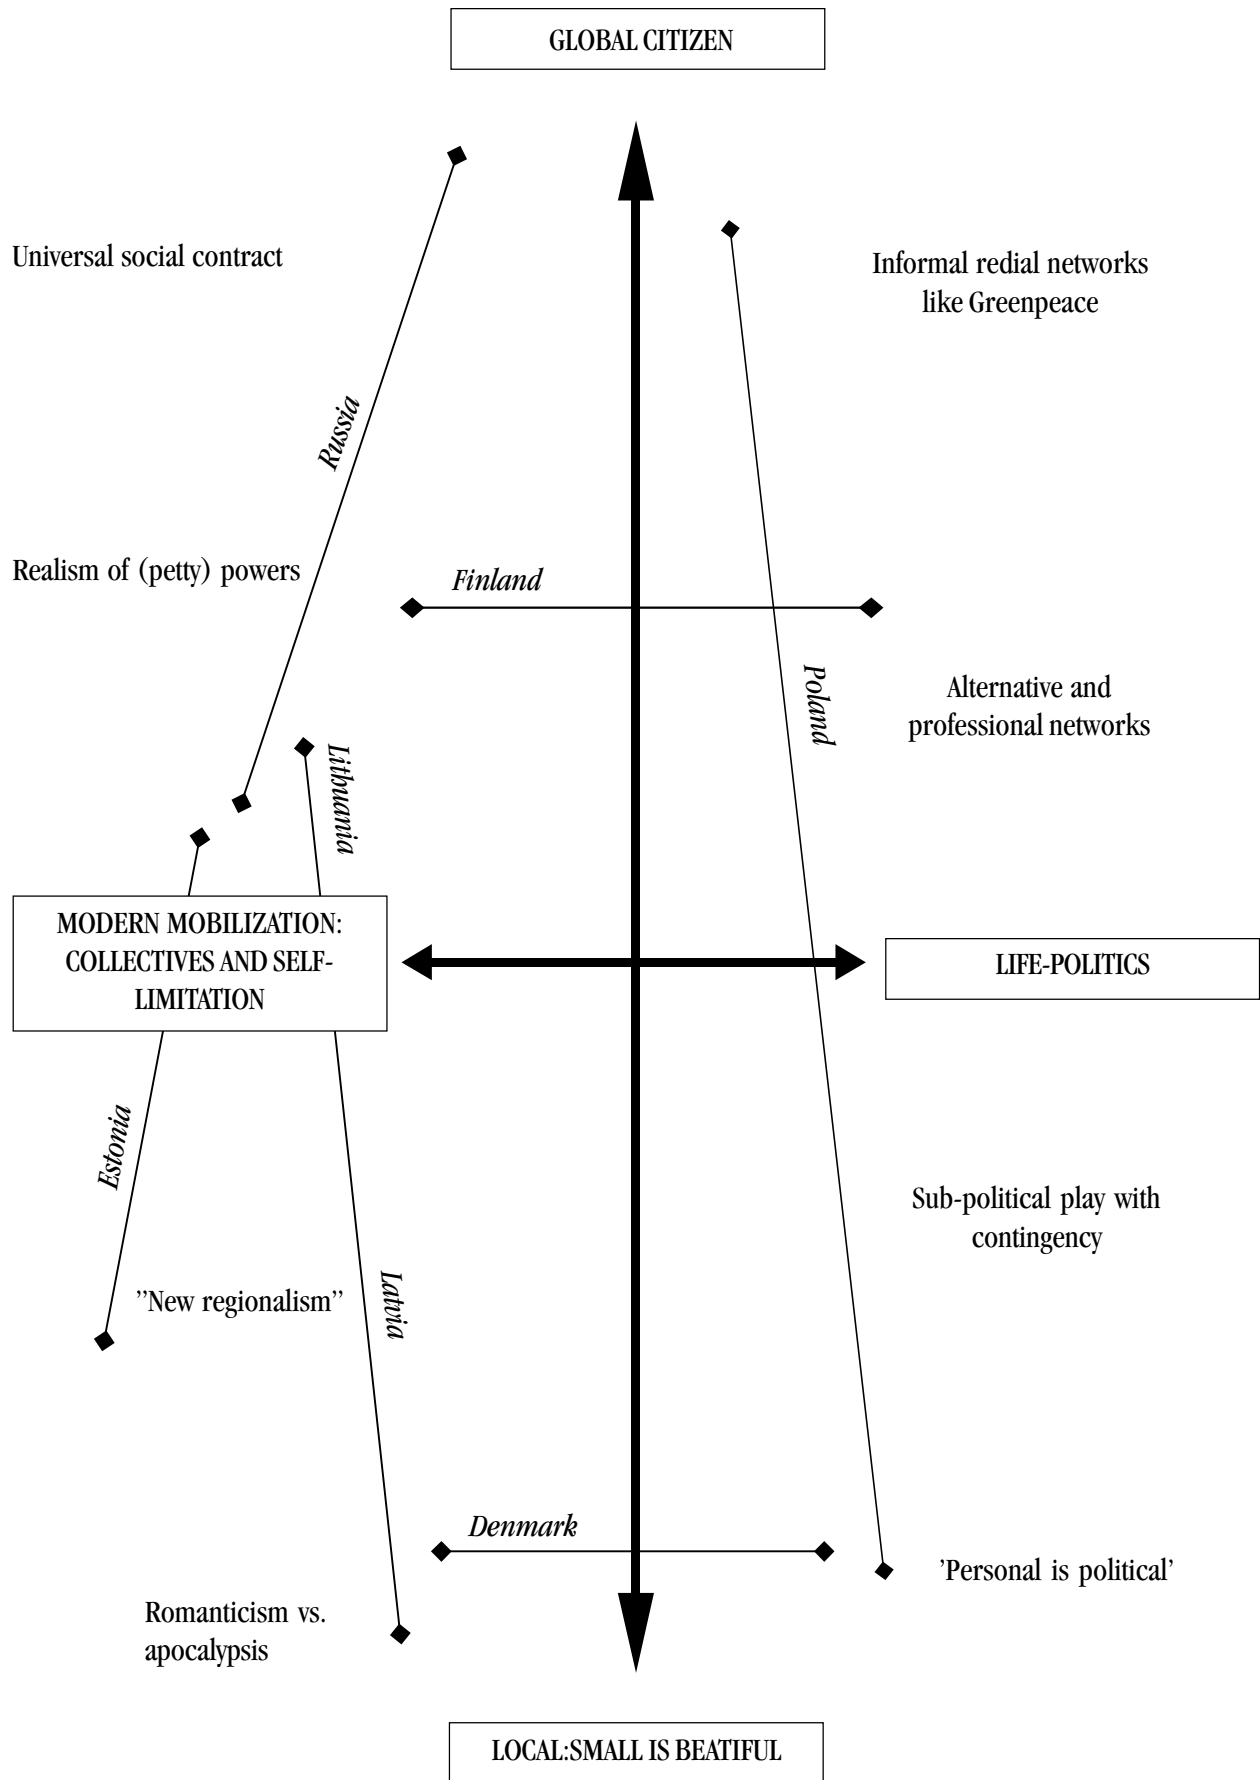 GLOBAL CITIZEN
Universal social contract
Informal redial networks
like Greenpeace
Russia
Realism of (petty) powers
Finland
Poland
Alternative and
professional networks
Lithuania
MODERN MOBILIZATION:
COLLECTIVES AND SELF-
LIMITATION
LIFE-POLITICS
Estonia
Sub-political play with
contingency
"New regionalism"
Latvia
Denmark
'Personal is political'
Romanticism vs.
apocalypsis
LOCAL:SMALL IS BEATIFUL